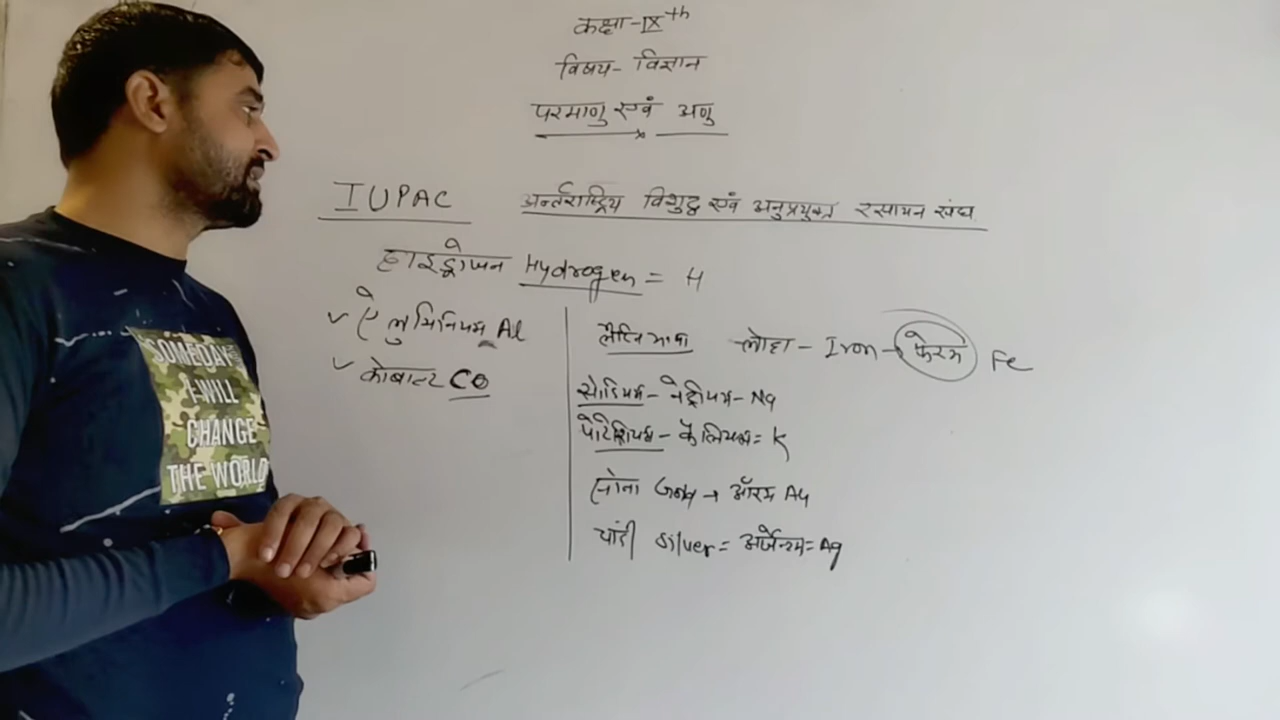 कक्षा-IXth
विषय- विज्ञान
परमाणु एवं अणु
IUPAC अर्न्तराष्ट्रिय विशुद्ध एवं अनुप्रयुक्त रसायन संघ
हाइड्रोजन Hydrogen = H
ऐलुमिनियम Al
कोबाल्ट CO
लैटिन भाषा लोहा - Iron → फेरम Fe
सोडियम - नेट्रीयम - Na
पोटेशियम - कैलियम = K
सोना → ऑरम Au
चांदी silver = अर्जेन्टम = Ag
SOMEDAY
I WILL
CHANGE
THE WORLD